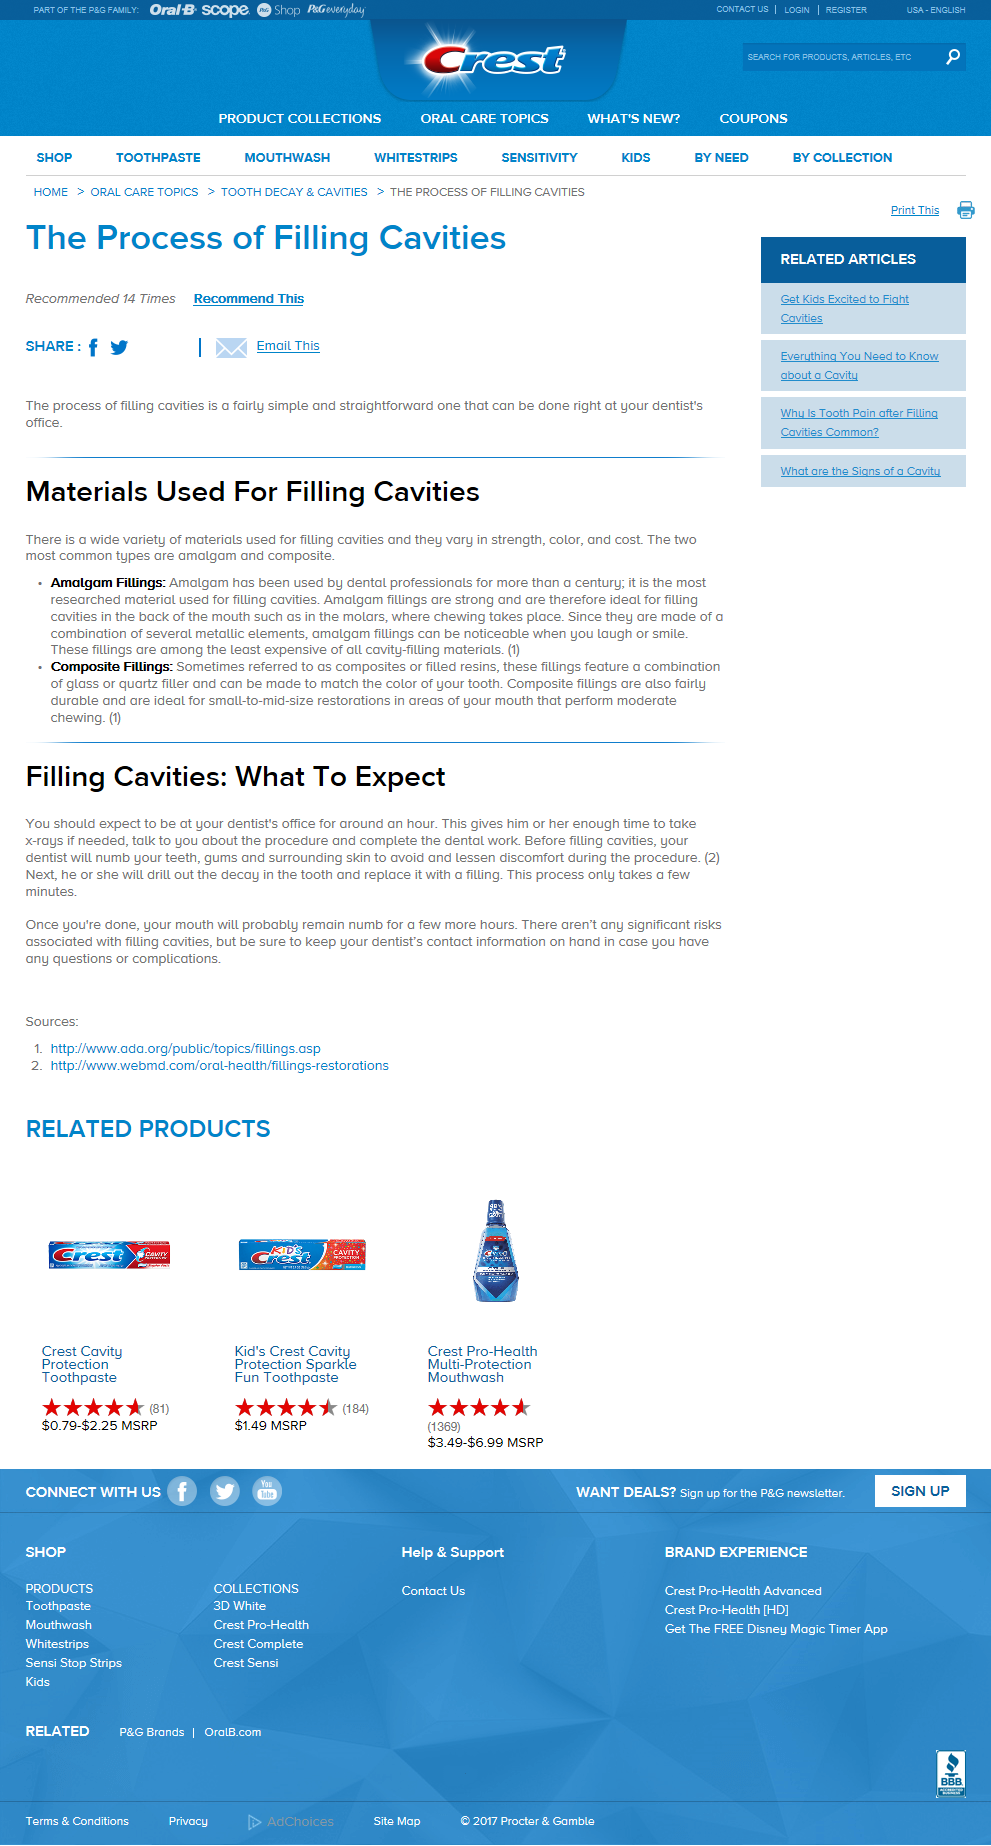 PART OF THE P&G FAMILY: Oral-B scope P&G Shop P&G everyday
CONTACT US | LOGIN | REGISTER USA - ENGLISH
Crest
SEARCH FOR PRODUCTS, ARTICLES, ETC
PRODUCT COLLECTIONS ORAL CARE TOPICS WHAT'S NEW? COUPONS
SHOP TOOTHPASTE MOUTHWASH WHITESTRIPS SENSITIVITY KIDS BY NEED BY COLLECTION
HOME > ORAL CARE TOPICS > TOOTH DECAY & CAVITIES > THE PROCESS OF FILLING CAVITIES
Print This
The Process of Filling Cavities
Recommended 14 Times Recommend This
SHARE : | Email This
The process of filling cavities is a fairly simple and straightforward one that can be done right at your dentist's
office.
Materials Used For Filling Cavities
There is a wide variety of materials used for filling cavities and they vary in strength, color, and cost. The two
most common types are amalgam and composite.
• Amalgam Fillings: Amalgam has been used by dental professionals for more than a century; it is the most
researched material used for filling cavities. Amalgam fillings are strong and are therefore ideal for filling
cavities in the back of the mouth such as in the molars, where chewing takes place. Since they are made of a
combination of several metallic elements, amalgam fillings can be noticeable when you laugh or smile.
These fillings are among the least expensive of all cavity-filling materials. (1)
• Composite Fillings: Sometimes referred to as composites or filled resins, these fillings feature a combination
of glass or quartz filler and can be made to match the color of your tooth. Composite fillings are also fairly
durable and are ideal for small-to-mid-size restorations in areas of your mouth that perform moderate
chewing. (1)
Filling Cavities: What To Expect
You should expect to be at your dentist's office for around an hour. This gives him or her enough time to take
x-rays if needed, talk to you about the procedure and complete the dental work. Before filling cavities, your
dentist will numb your teeth, gums and surrounding skin to avoid and lessen discomfort during the procedure. (2)
Next, he or she will drill out the decay in the tooth and replace it with a filling. This process only takes a few
minutes.
Once you're done, your mouth will probably remain numb for a few more hours. There aren't any significant risks
associated with filling cavities, but be sure to keep your dentist's contact information on hand in case you have
any questions or complications.
Sources:
1. http://www.ada.org/public/topics/fillings.asp
2. http://www.webmd.com/oral-health/fillings-restorations
RELATED ARTICLES
Get Kids Excited to Fight
Cavities
Everything You Need to Know
about a Cavity
Why Is Tooth Pain after Filling
Cavities Common?
What are the Signs of a Cavity
RELATED PRODUCTS
Crest CAVITY
KID'S Crest CAVITY PROTECTION
Crest
Crest Cavity
Protection
Toothpaste
(81)
$0.79-$2.25 MSRP
Kid's Crest Cavity
Protection Sparkle
Fun Toothpaste
(184)
$1.49 MSRP
Crest Pro-Health
Multi-Protection
Mouthwash
(1369)
$3.49-$6.99 MSRP
CONNECT WITH US You Tube
WANT DEALS? Sign up for the P&G newsletter. SIGN UP
SHOP
PRODUCTS
Toothpaste
Mouthwash
Whitestrips
Sensi Stop Strips
Kids
COLLECTIONS
3D White
Crest Pro-Health
Crest Complete
Crest Sensi
Help & Support
Contact Us
BRAND EXPERIENCE
Crest Pro-Health Advanced
Crest Pro-Health [HD]
Get The FREE Disney Magic Timer App
RELATED P&G Brands | OralB.com
BBB
ACCREDITED
BUSINESS
Terms & Conditions Privacy AdChoices Site Map © 2017 Procter & Gamble